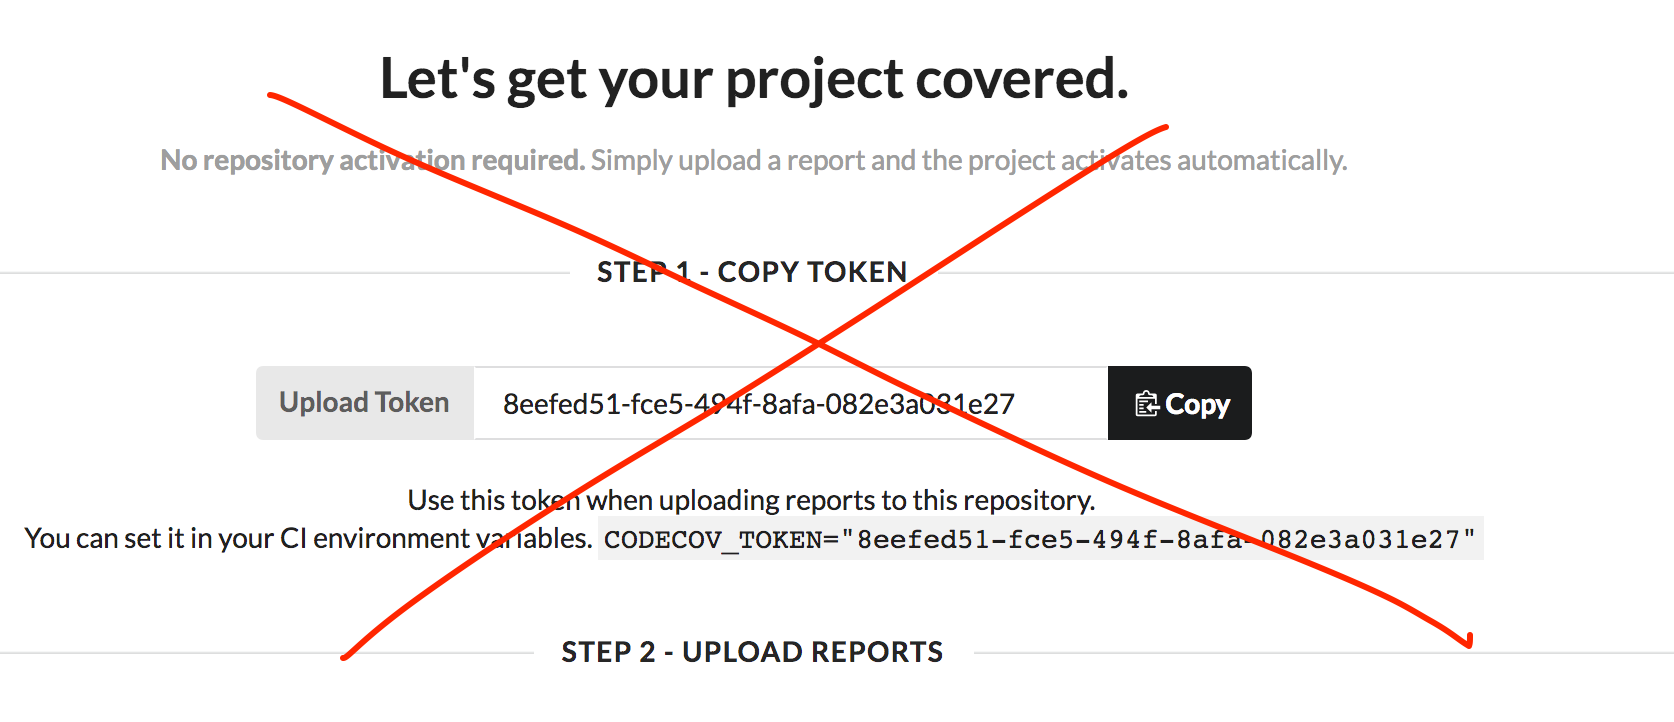 Let's get your project covered.
No repository activation required. Simply upload a report and the project activates automatically.
STEP 1 - COPY TOKEN
Upload Token 8eefed51-fce5-494f-8afa-082e3a031e27 Copy
Use this token when uploading reports to this repository.
You can set it in your CI environment variables. CODECOV_TOKEN="8eefed51-fce5-494f-8afa-082e3a031e27"
STEP 2 - UPLOAD REPORTS